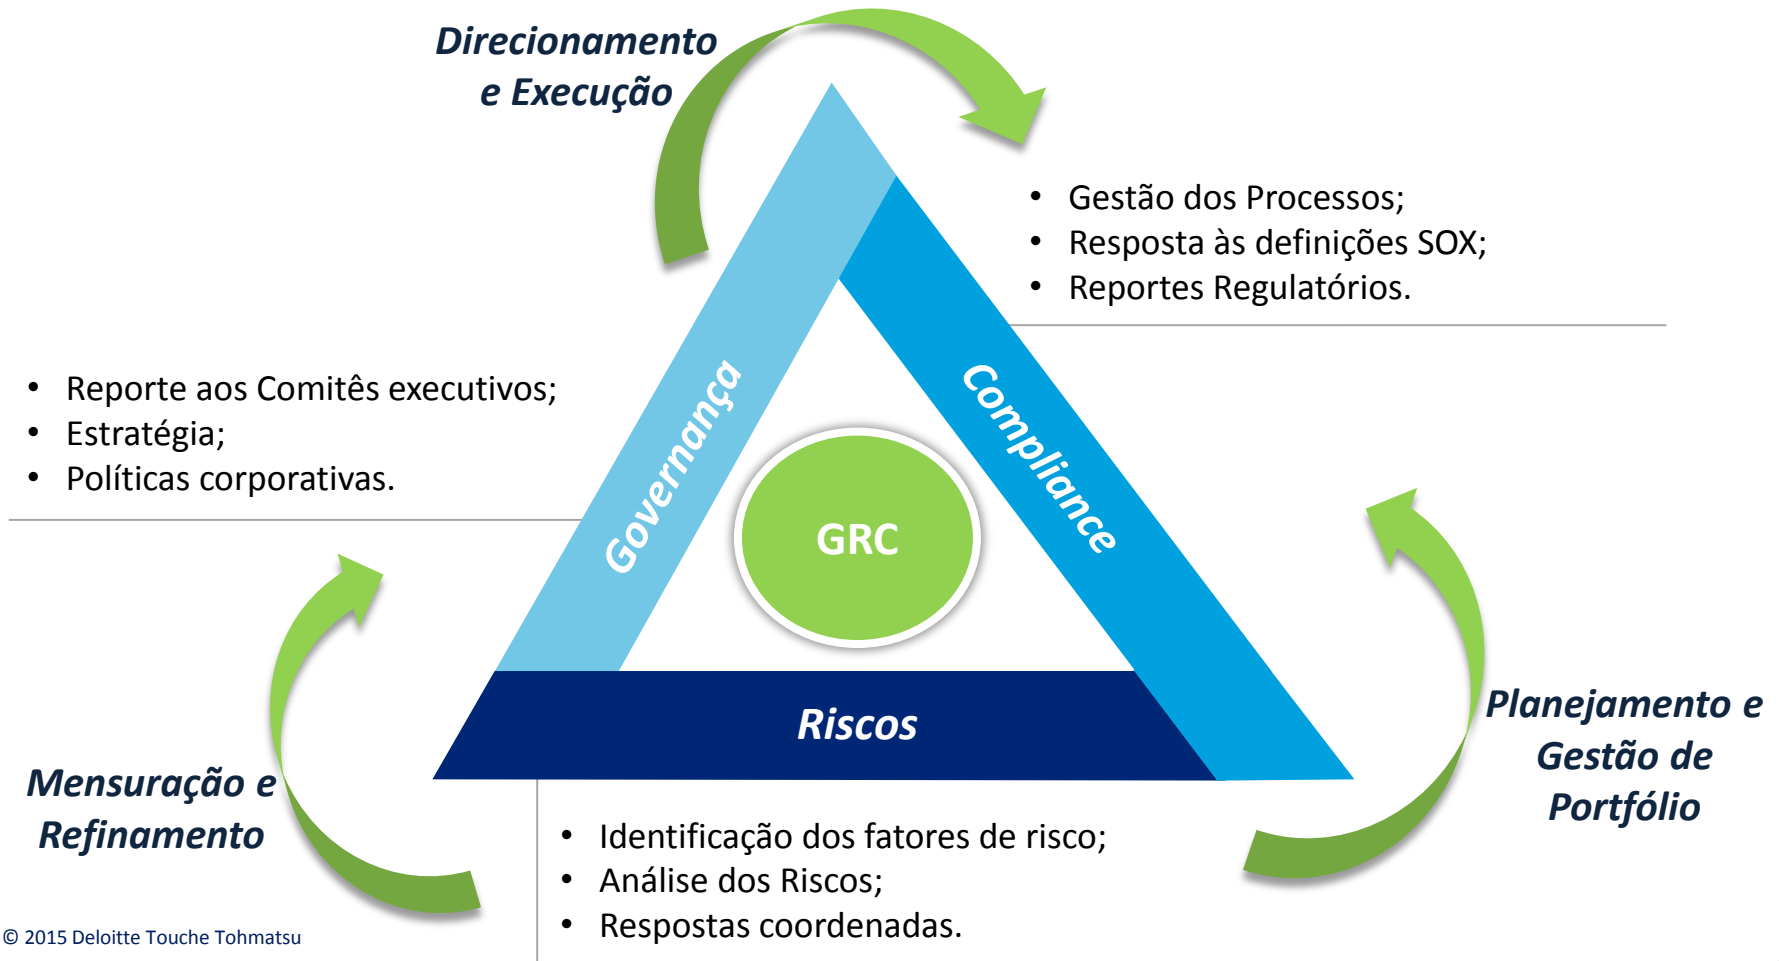 Direcionamento
e Execução
• Gestão dos Processos;
• Resposta às definições SOX;
• Reportes Regulatórios.
• Reporte aos Comitês executivos;
• Estratégia;
• Políticas corporativas.
Governança
Compliance
GRC
Riscos
Planejamento e
Gestão de
Portfólio
Mensuração e
Refinamento
• Identificação dos fatores de risco;
• Análise dos Riscos;
• Respostas coordenadas.
© 2015 Deloitte Touche Tohmatsu